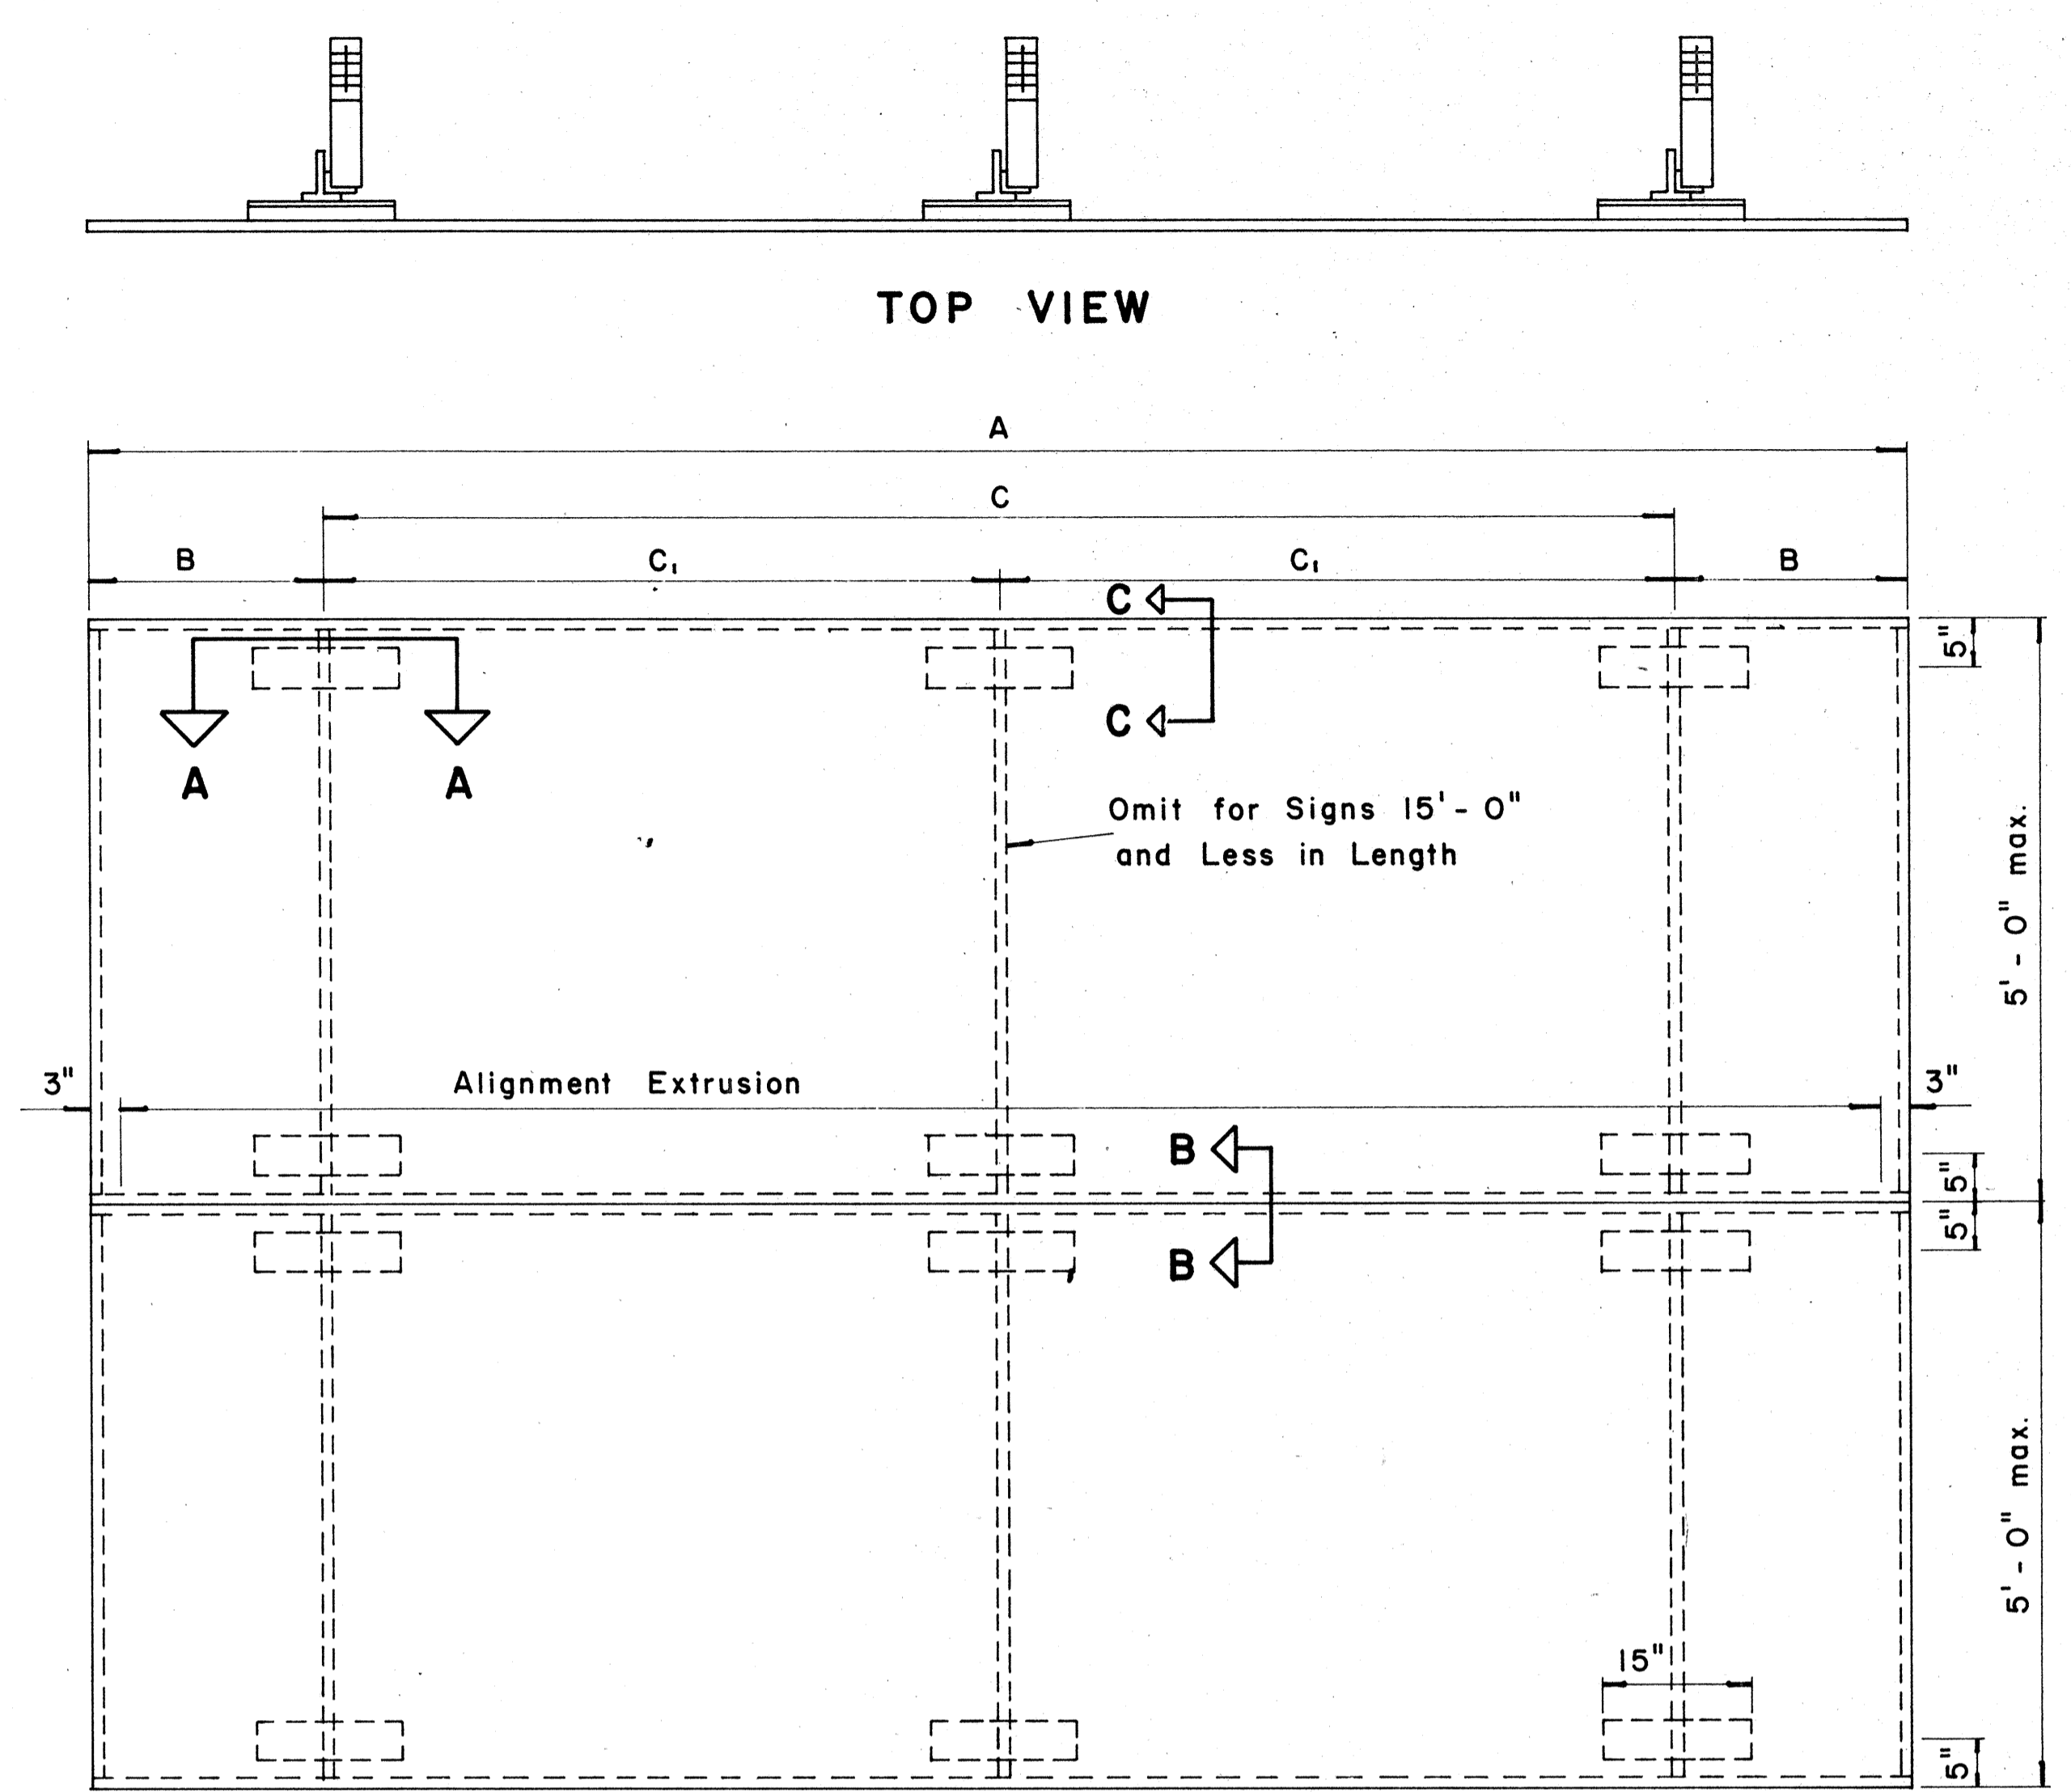 TOP VIEW
A
C
B C₁ C₁ B
C
5"
C
A A
Omit for Signs 15'-0"
and Less in Length
5'-0" max.
3" Alignment Extrusion 3"
B
5"
5"
B
5'-0" max.
15"
5"